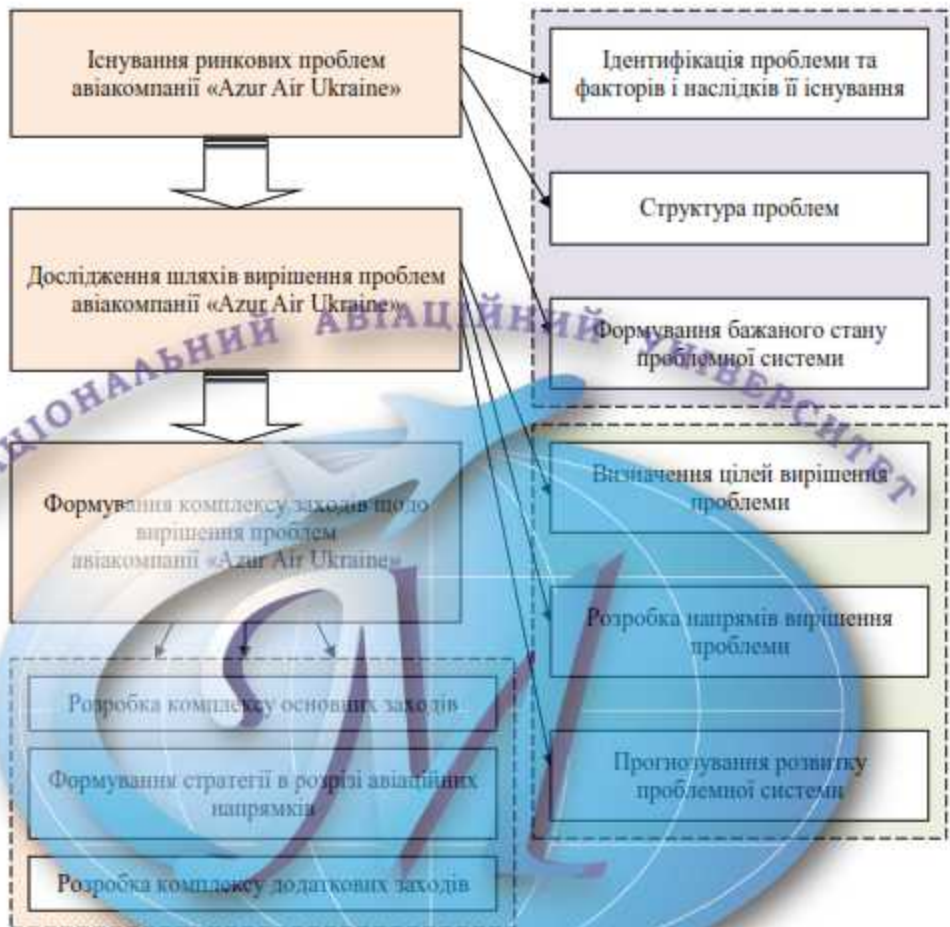 Існування ринкових проблем
авіакомпанії «Azur Air Ukraine»
Ідентифікація проблеми та
факторів і наслідків її існування
Структура проблем
Дослідження шляхів вирішення проблем
авіакомпанії «Azur Air Ukraine»
Формування бажаного стану
проблемної системи
НАЦІОНАЛЬНИЙ АВІАЦІЙНИЙ УНІВЕРСИТЕТ
Визначення цілей вирішення
проблеми
Формування комплексу заходів щодо
вирішення проблем
авіакомпанії «Azur Air Ukraine»
Розробка напрямів вирішення
проблеми
Розробка комплексу основних заходів
Формування стратегії в розрізі авіаційних
напрямків
Прогнозування розвитку
проблемної системи
Розробка комплексу додаткових заходів